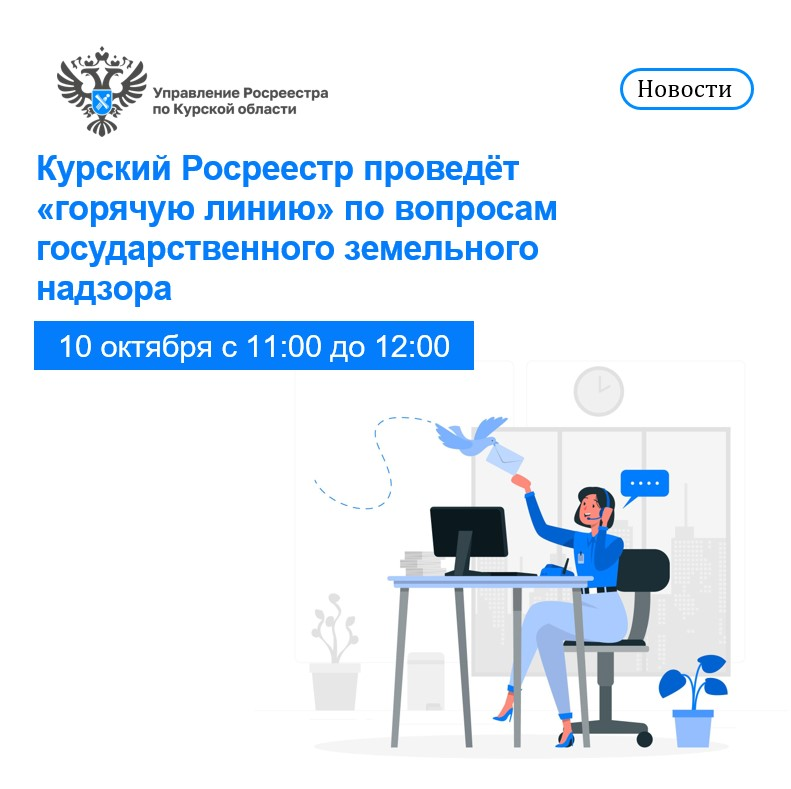 Управление Росреестра
по Курской области
Новости
Курский Росреестр проведёт
«горячую линию» по вопросам
государственного земельного
надзора
10 октября с 11:00 до 12:00